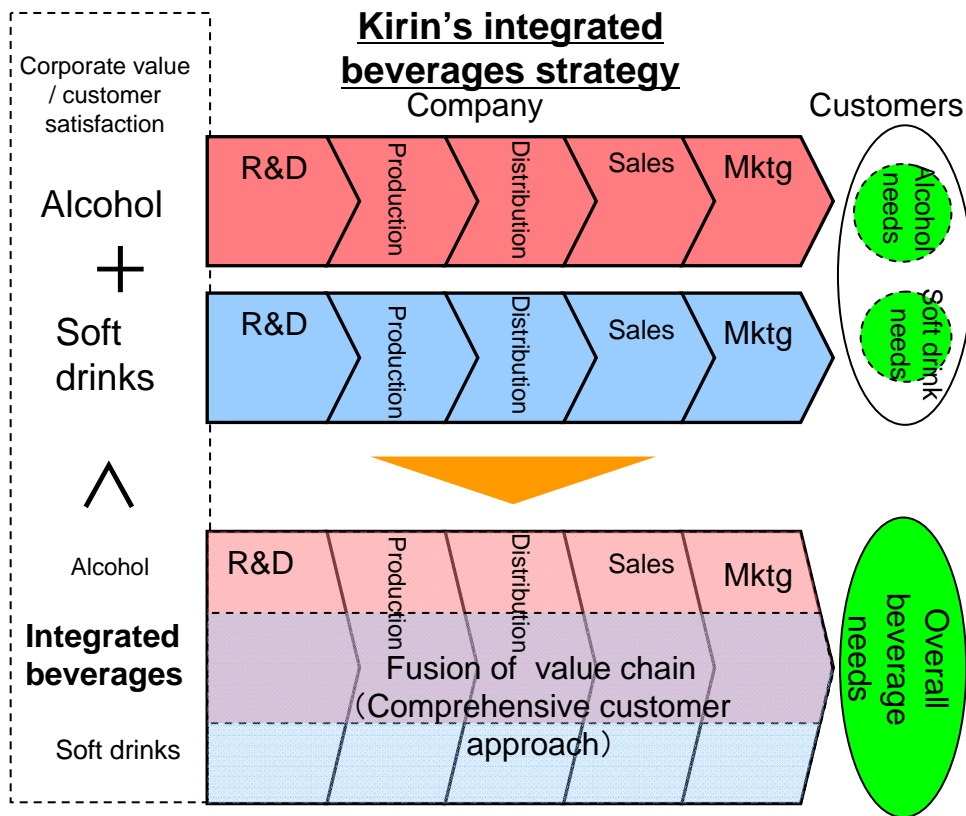 Kirin's integrated
beverages strategy
Corporate value
/ customer
satisfaction
Company
Customers
Alcohol
R&D
Production
Distribution
Sales
Mktg
Alcohol
needs
+
Soft
drinks
R&D
Production
Distribution
Sales
Mktg
Soft drink
needs
Alcohol
R&D
Production
Distribution
Sales
Mktg
Integrated
beverages
Fusion of value chain
（Comprehensive customer
approach）
Overall
beverage
needs
Soft drinks